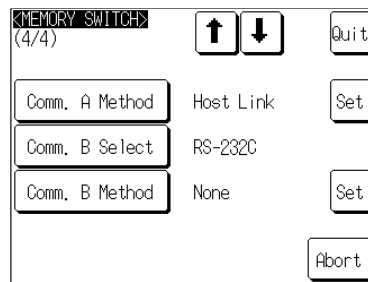 <MEMORY SWITCH>
(4/4)
Quit
Comm. A Method Host Link Set
Comm. B Select RS-232C
Comm. B Method None Set
Abort